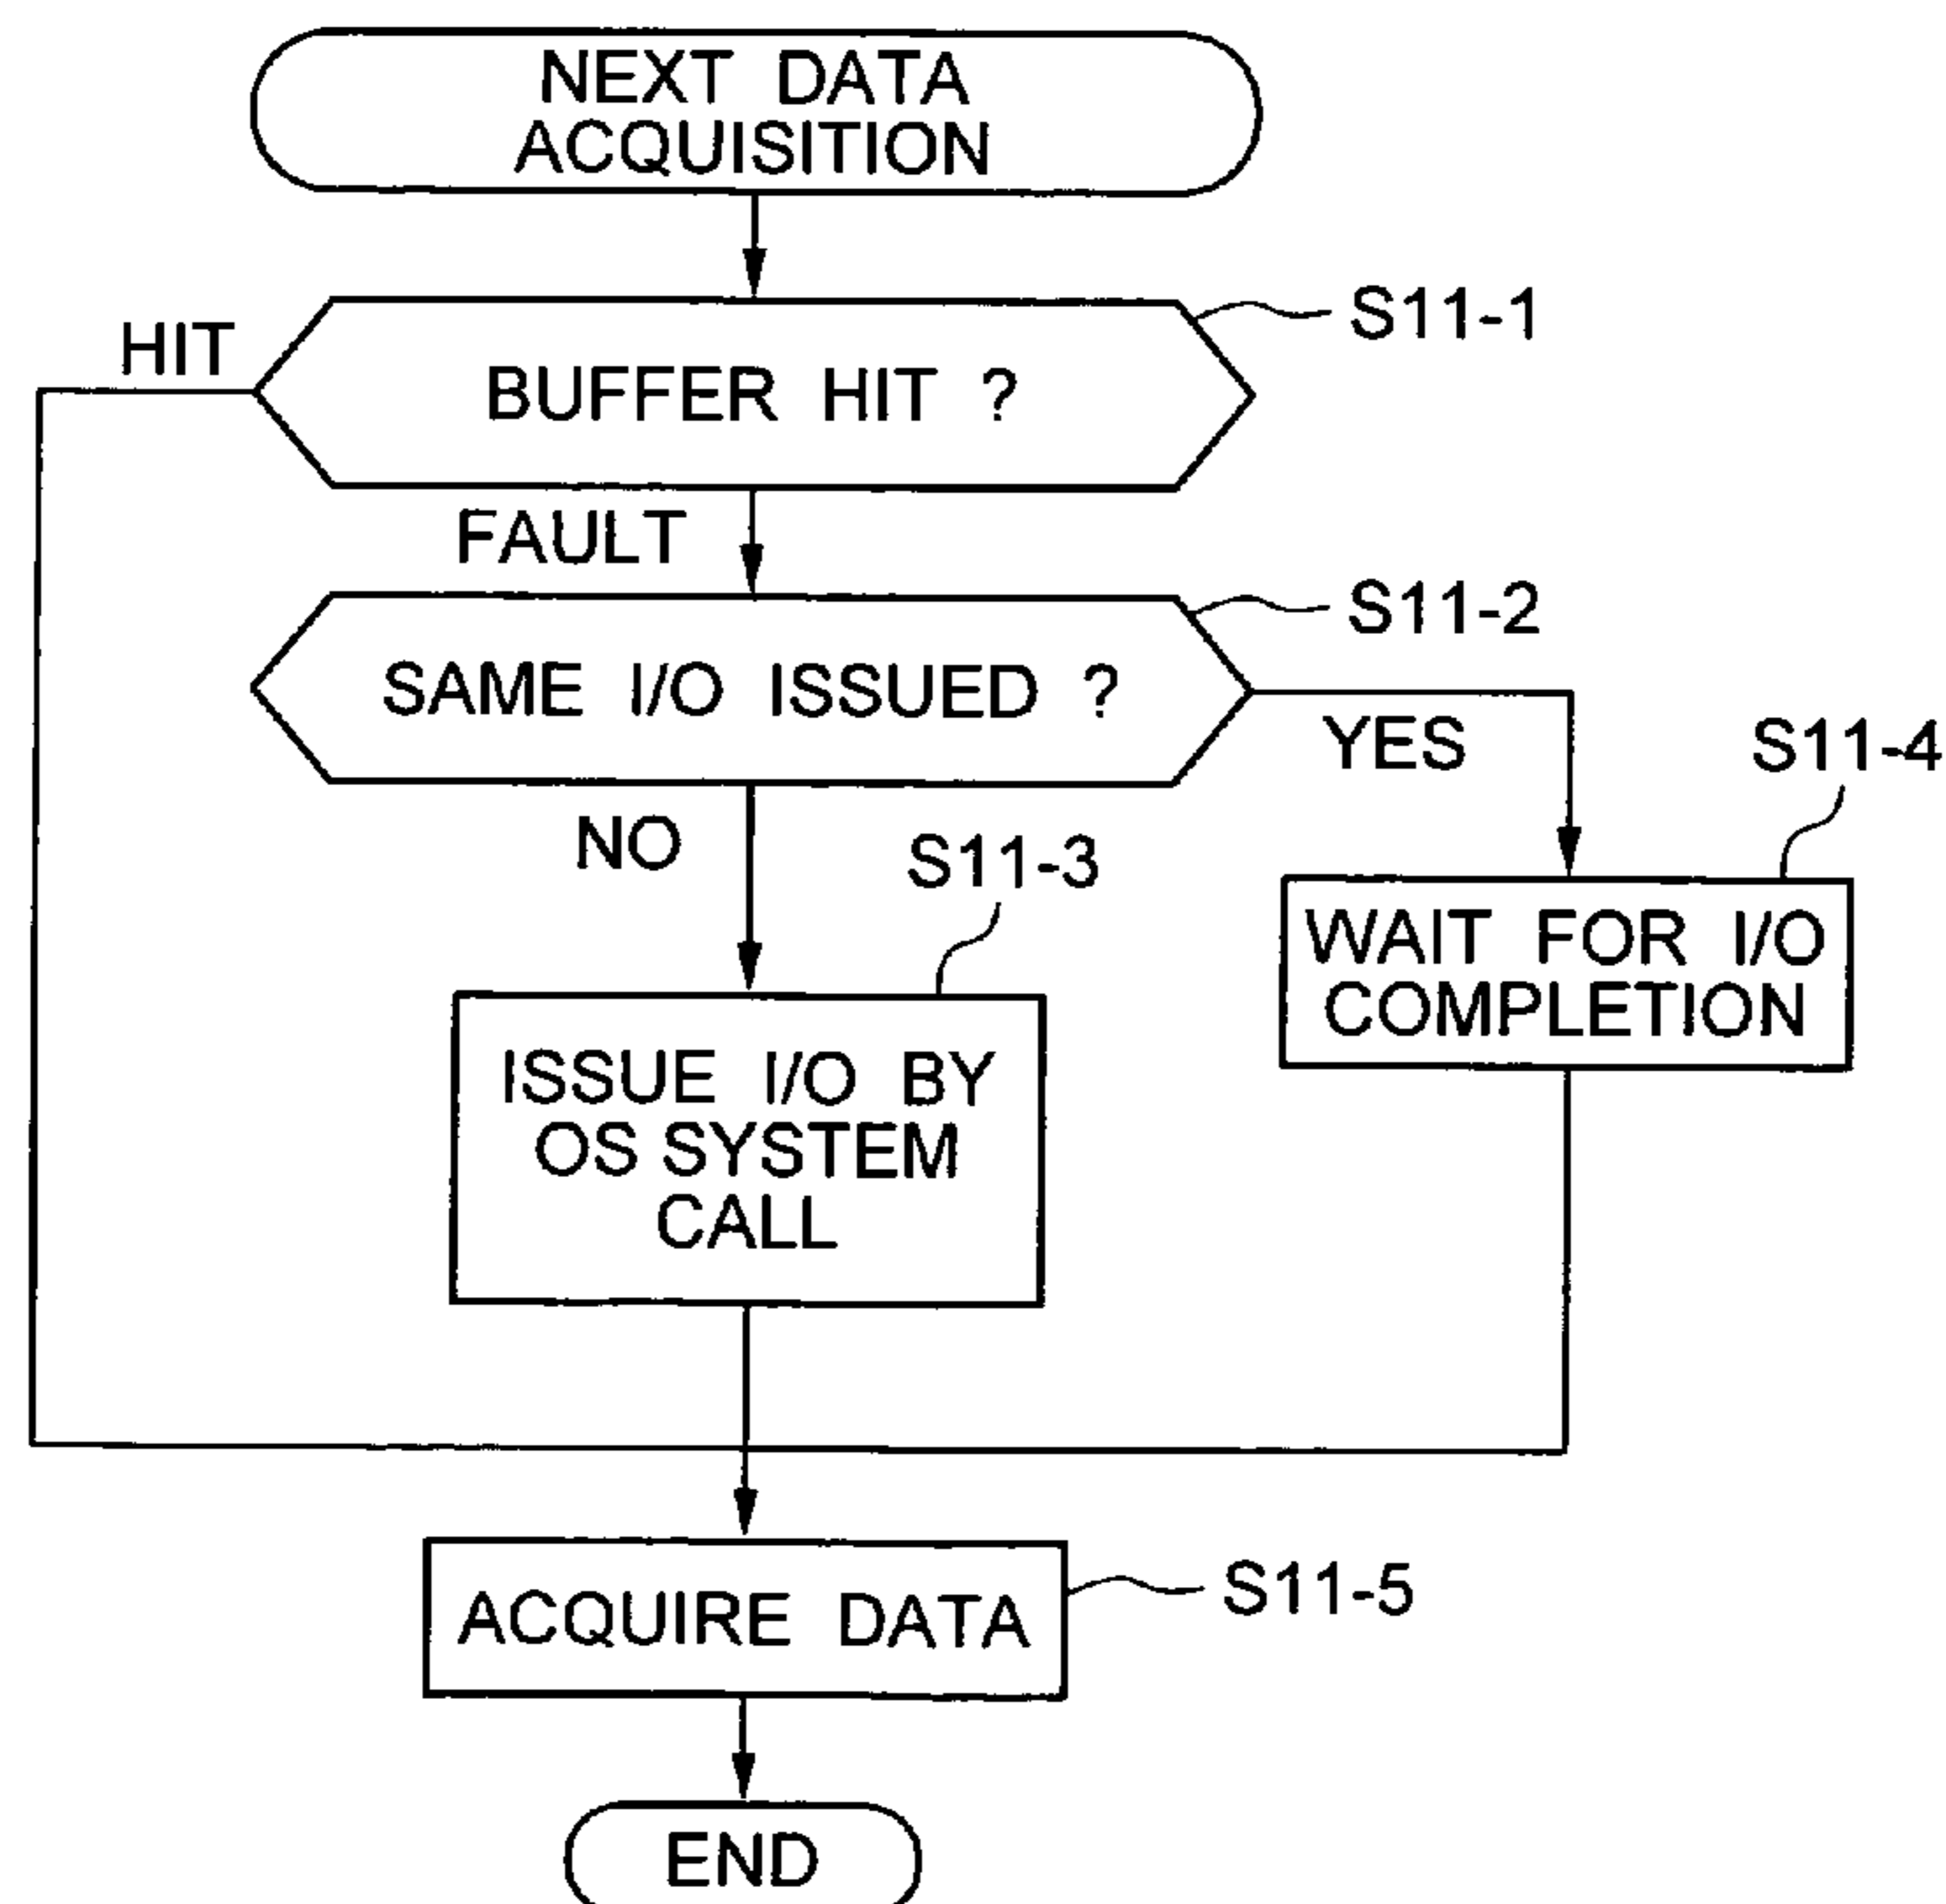 NEXT DATA
ACQUISITION
S11-1
HIT
BUFFER HIT ?
FAULT
S11-2
SAME I/O ISSUED ?
YES
S11-4
NO
S11-3
WAIT FOR I/O
COMPLETION
ISSUE I/O BY
OS SYSTEM
CALL
ACQUIRE DATA
S11-5
END